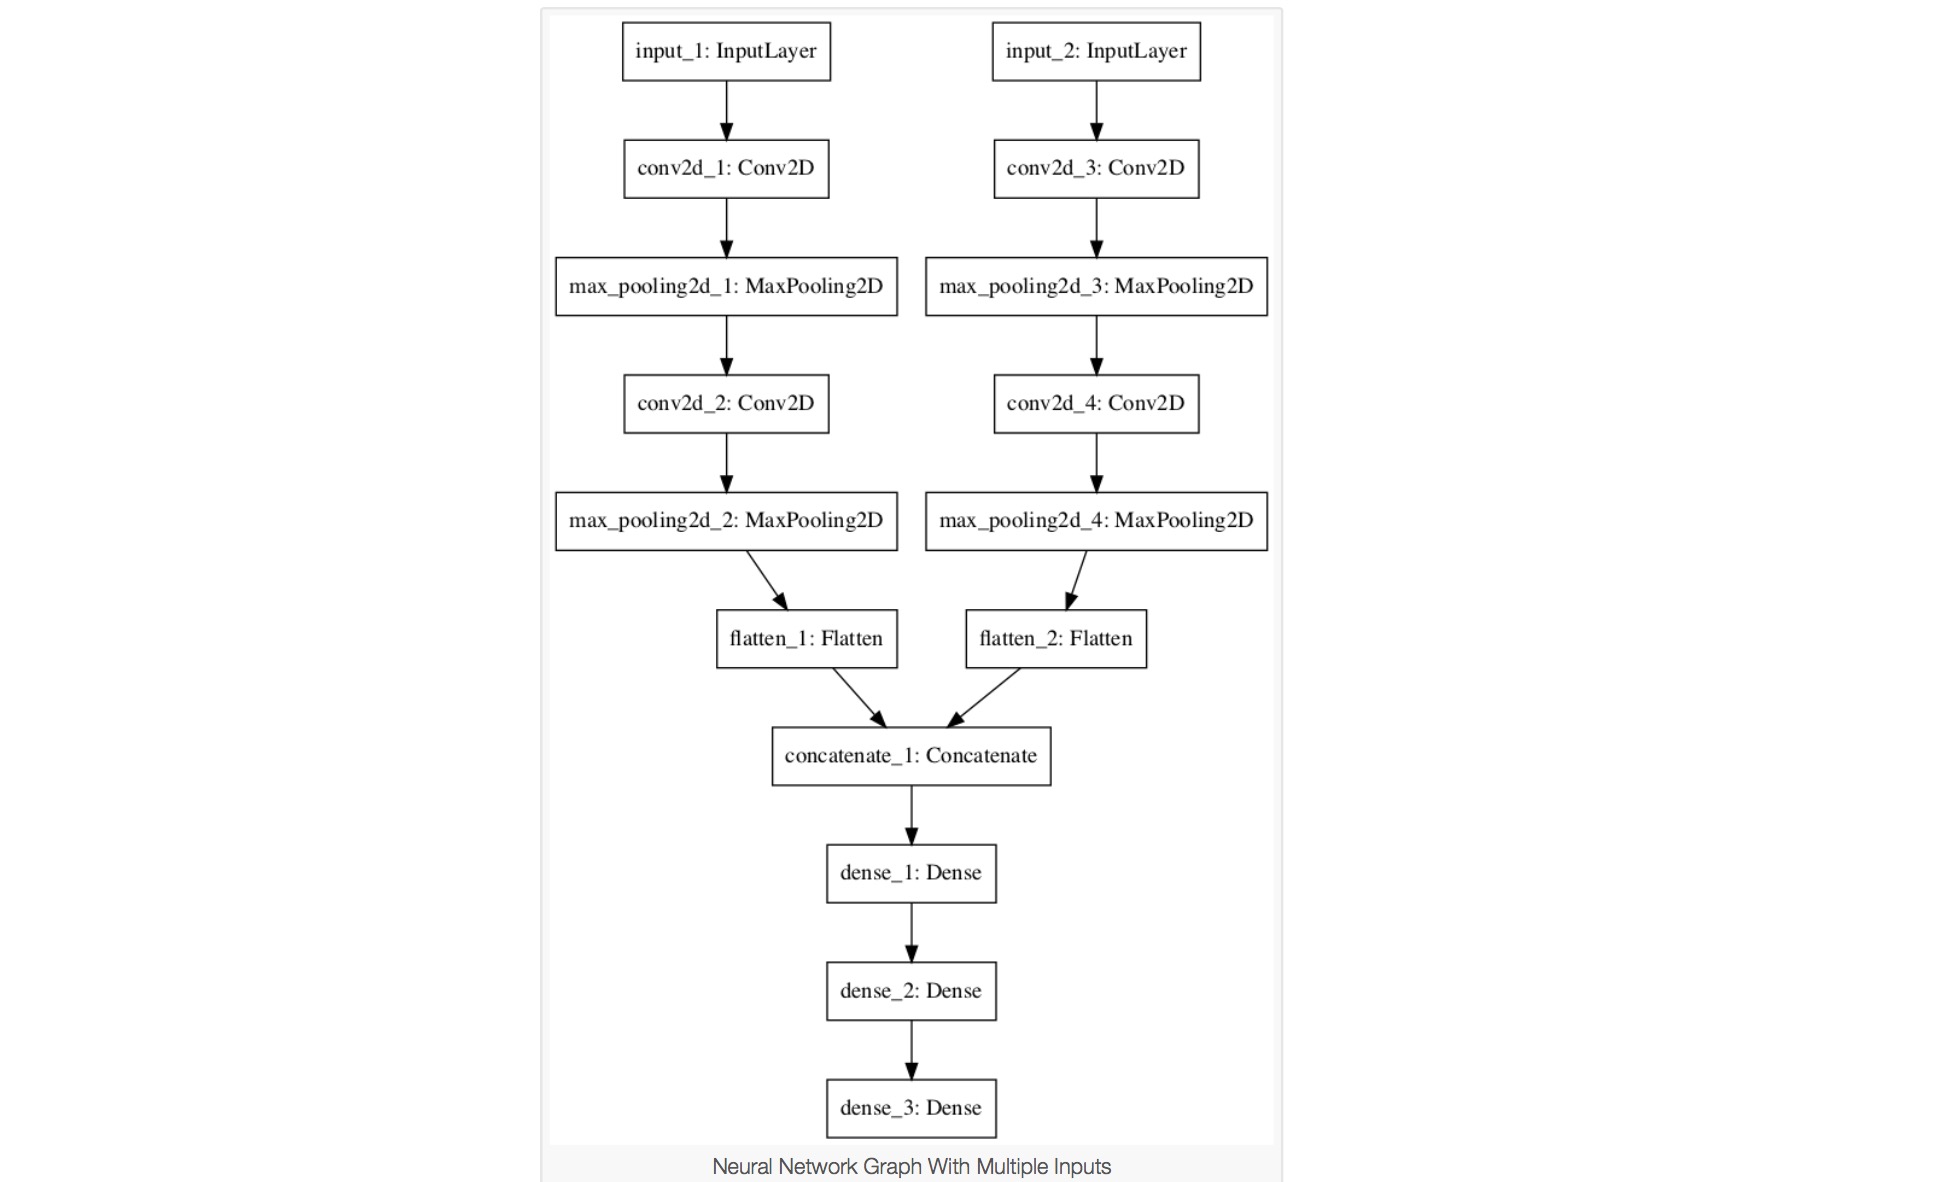 input_1: InputLayer
input_2: InputLayer
conv2d_1: Conv2D
conv2d_3: Conv2D
max_pooling2d_1: MaxPooling2D
max_pooling2d_3: MaxPooling2D
conv2d_2: Conv2D
conv2d_4: Conv2D
max_pooling2d_2: MaxPooling2D
max_pooling2d_4: MaxPooling2D
flatten_1: Flatten
flatten_2: Flatten
concatenate_1: Concatenate
dense_1: Dense
dense_2: Dense
dense_3: Dense
Neural Network Graph With Multiple Inputs